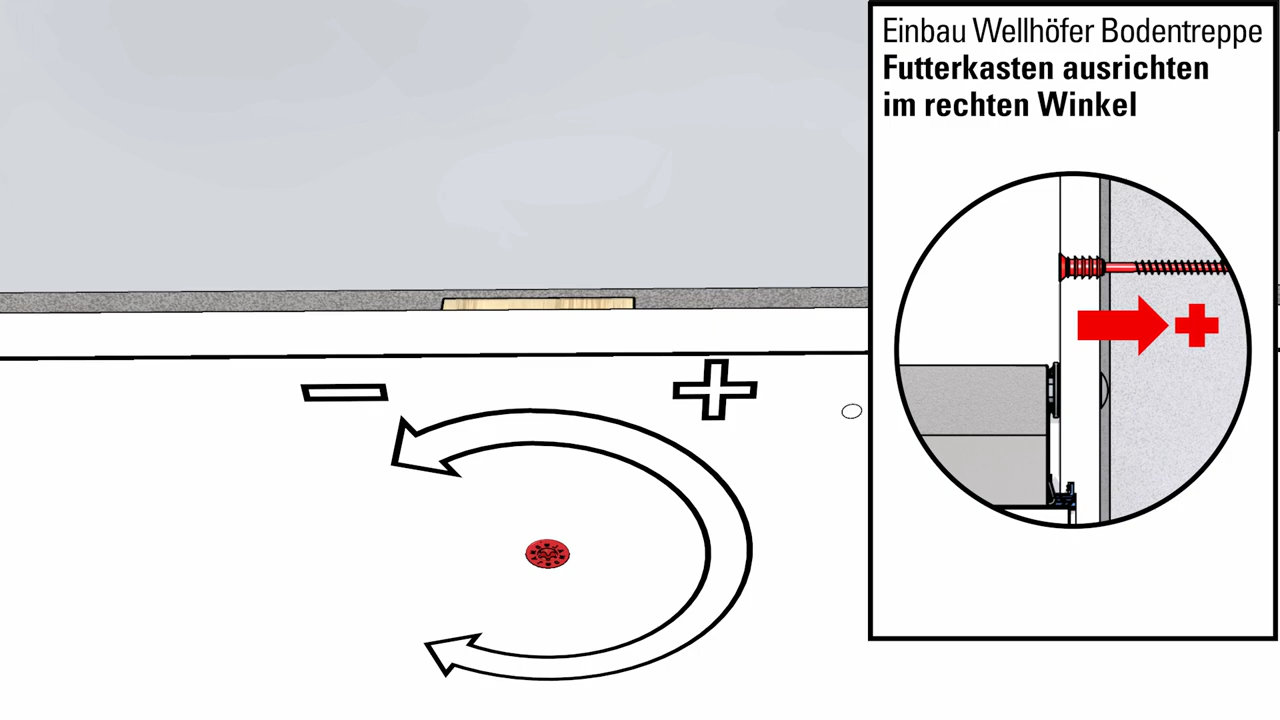 Einbau Wellhöfer Bodentreppe
Futterkasten ausrichten
im rechten Winkel